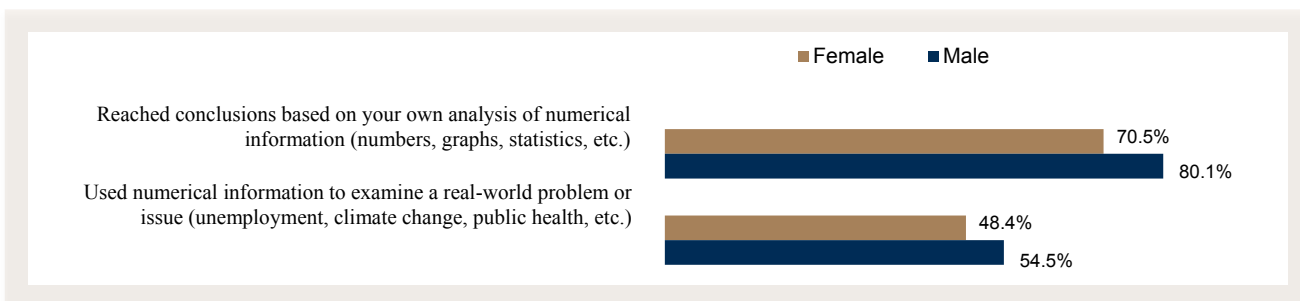 Female Male
Reached conclusions based on your own analysis of numerical
information (numbers, graphs, statistics, etc.)
70.5%
80.1%
Used numerical information to examine a real-world problem or
issue (unemployment, climate change, public health, etc.)
48.4%
54.5%